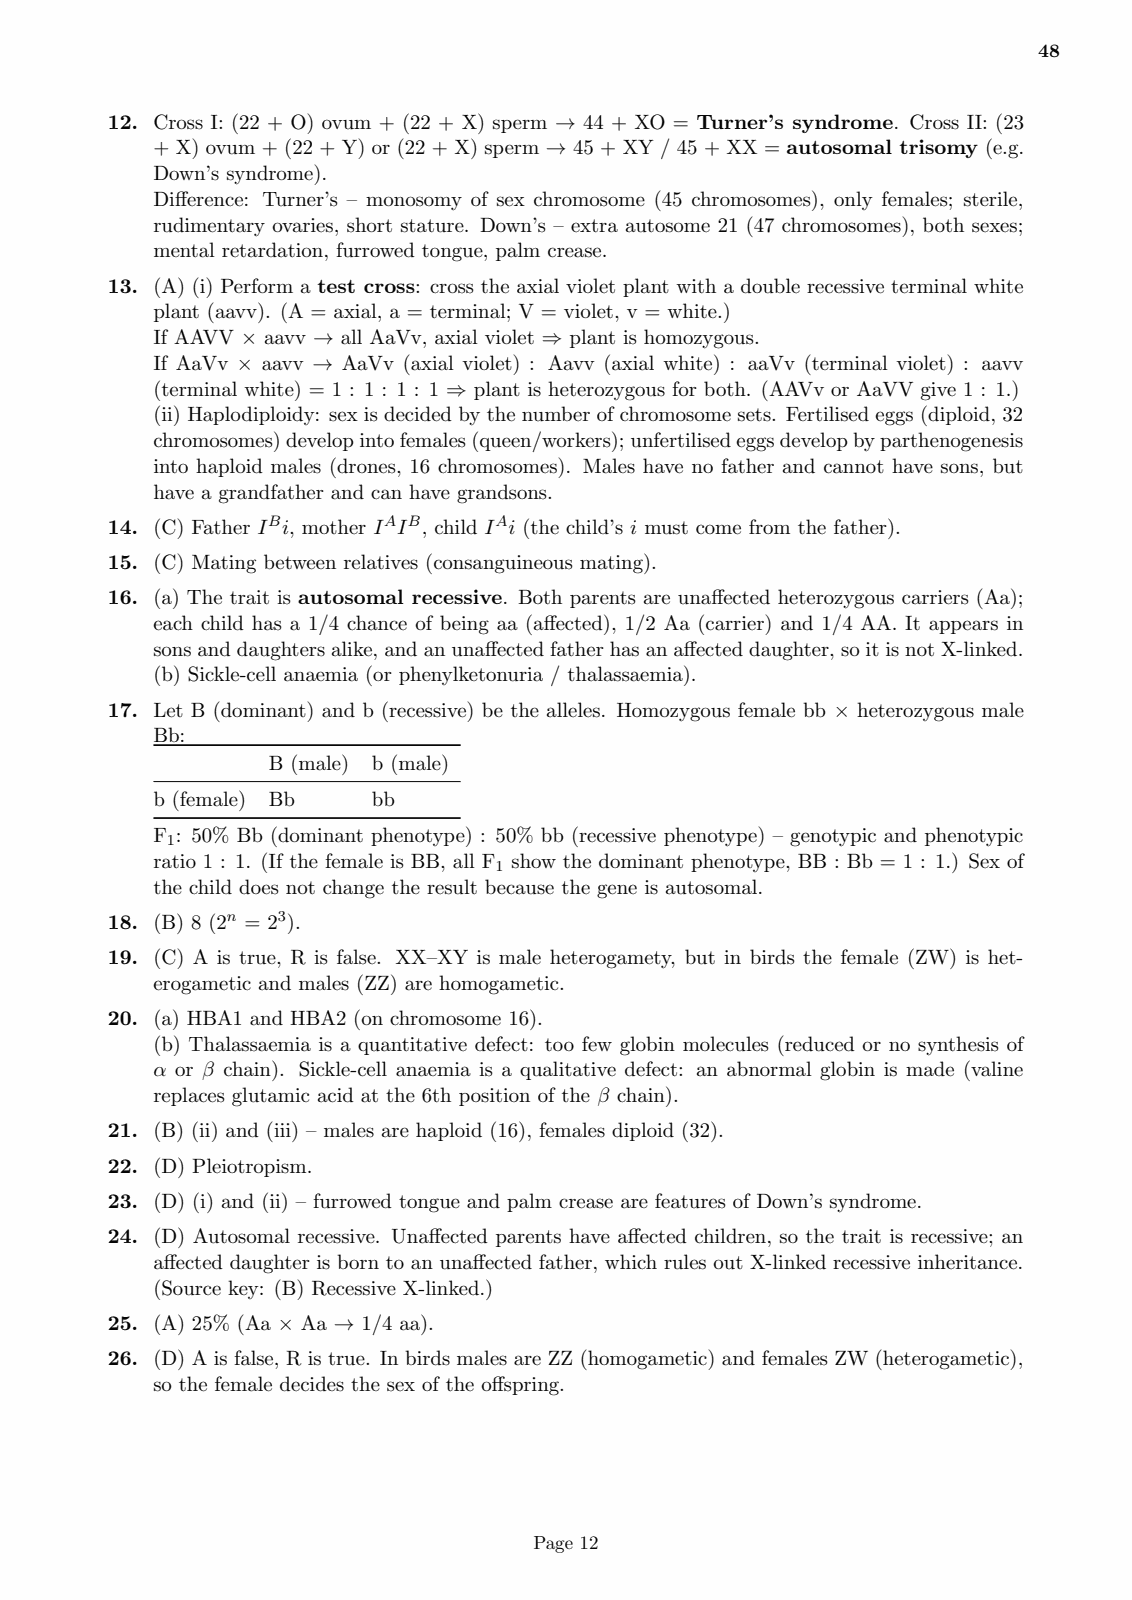 48
12. Cross I: (22 + O) ovum + (22 + X) sperm → 44 + XO = Turner's syndrome. Cross II: (23
+ X) ovum + (22 + Y) or (22 + X) sperm → 45 + XY / 45 + XX = autosomal trisomy (e.g.
Down's syndrome).
Difference: Turner's – monosomy of sex chromosome (45 chromosomes), only females; sterile,
rudimentary ovaries, short stature. Down's – extra autosome 21 (47 chromosomes), both sexes;
mental retardation, furrowed tongue, palm crease.
13. (A) (i) Perform a test cross: cross the axial violet plant with a double recessive terminal white
plant (aavv). (A = axial, a = terminal; V = violet, v = white.)
If AAVV × aavv → all AaVv, axial violet ⇒ plant is homozygous.
If AaVv × aavv → AaVv (axial violet) : Aavv (axial white) : aaVv (terminal violet) : aavv
(terminal white) = 1 : 1 : 1 : 1 ⇒ plant is heterozygous for both. (AAVv or AaVV give 1 : 1.)
(ii) Haplodiploidy: sex is decided by the number of chromosome sets. Fertilised eggs (diploid, 32
chromosomes) develop into females (queen/workers); unfertilised eggs develop by parthenogenesis
into haploid males (drones, 16 chromosomes). Males have no father and cannot have sons, but
have a grandfather and can have grandsons.
14. (C) Father I^B i, mother I^A I^B, child I^A i (the child's i must come from the father).
15. (C) Mating between relatives (consanguineous mating).
16. (a) The trait is autosomal recessive. Both parents are unaffected heterozygous carriers (Aa);
each child has a 1/4 chance of being aa (affected), 1/2 Aa (carrier) and 1/4 AA. It appears in
sons and daughters alike, and an unaffected father has an affected daughter, so it is not X-linked.
(b) Sickle-cell anaemia (or phenylketonuria / thalassaemia).
17. Let B (dominant) and b (recessive) be the alleles. Homozygous female bb × heterozygous male
Bb:
B (male) b (male)
b (female) Bb bb
F₁: 50% Bb (dominant phenotype) : 50% bb (recessive phenotype) – genotypic and phenotypic
ratio 1 : 1. (If the female is BB, all F₁ show the dominant phenotype, BB : Bb = 1 : 1.) Sex of
the child does not change the result because the gene is autosomal.
18. (B) 8 (2ⁿ = 2³).
19. (C) A is true, R is false. XX–XY is male heterogamety, but in birds the female (ZW) is het-
erogametic and males (ZZ) are homogametic.
20. (a) HBA1 and HBA2 (on chromosome 16).
(b) Thalassaemia is a quantitative defect: too few globin molecules (reduced or no synthesis of
α or β chain). Sickle-cell anaemia is a qualitative defect: an abnormal globin is made (valine
replaces glutamic acid at the 6th position of the β chain).
21. (B) (ii) and (iii) – males are haploid (16), females diploid (32).
22. (D) Pleiotropism.
23. (D) (i) and (ii) – furrowed tongue and palm crease are features of Down's syndrome.
24. (D) Autosomal recessive. Unaffected parents have affected children, so the trait is recessive; an
affected daughter is born to an unaffected father, which rules out X-linked recessive inheritance.
(Source key: (B) Recessive X-linked.)
25. (A) 25% (Aa × Aa → 1/4 aa).
26. (D) A is false, R is true. In birds males are ZZ (homogametic) and females ZW (heterogametic),
so the female decides the sex of the offspring.
Page 12